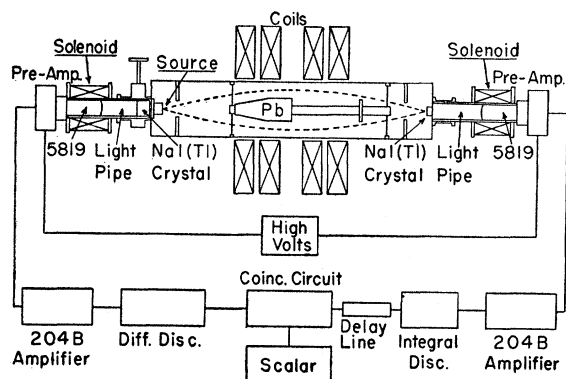 Coils
Solenoid
Source
Solenoid
Pre-Amp.
Pre-Amp.
Pb
5819
Light
Pipe
NaI(Tl)
Crystal
NaI(Tl)
Crystal
Light
Pipe
5819
High
Volts
Coinc. Circuit
204B
Amplifier
Diff. Disc.
Delay
Line
Integral
Disc.
204B
Amplifier
Scalar